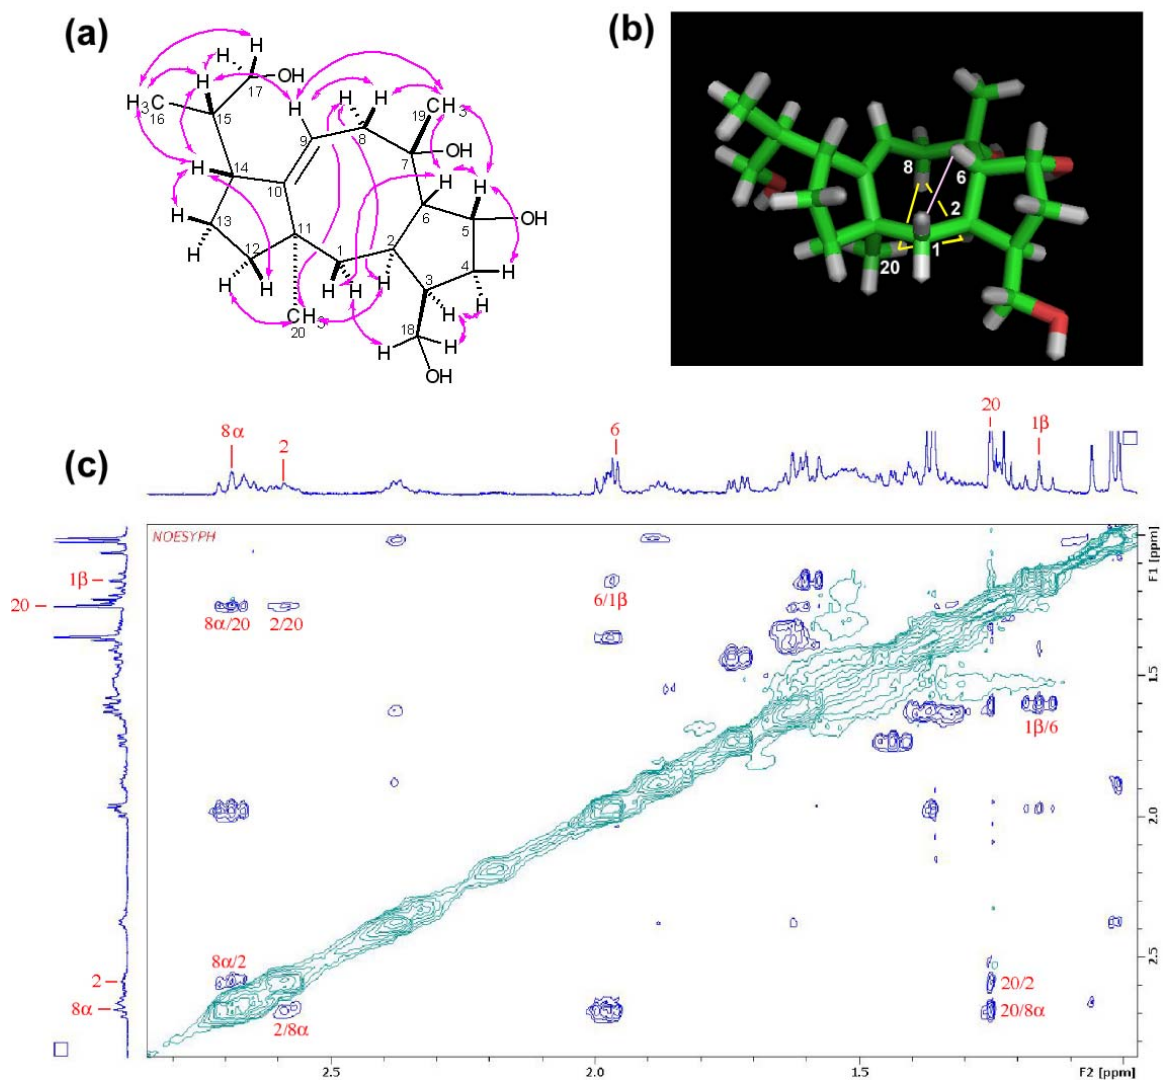 (a)
(b)
H
H
H
OH
17
H3C
16
15
H
H
H
H3C
19
9
8
H
14
10
7
OH
H
H
H
13
11
6
5
OH
H
12
1
2
4
H
H
H
H
H
H
3
H
H
CH3
20
18
H
H
OH
8
6
2
20
1
(c)
8α
2
6
20
1β
NOESYPH
1β
20
8α/20
2/20
6/1β
1β/6
8α/2
2/8α
20/2
20/8α
2
8α
F1 [ppm]
1.5
2.0
2.5
2.5
2.0
1.5
F2 [ppm]